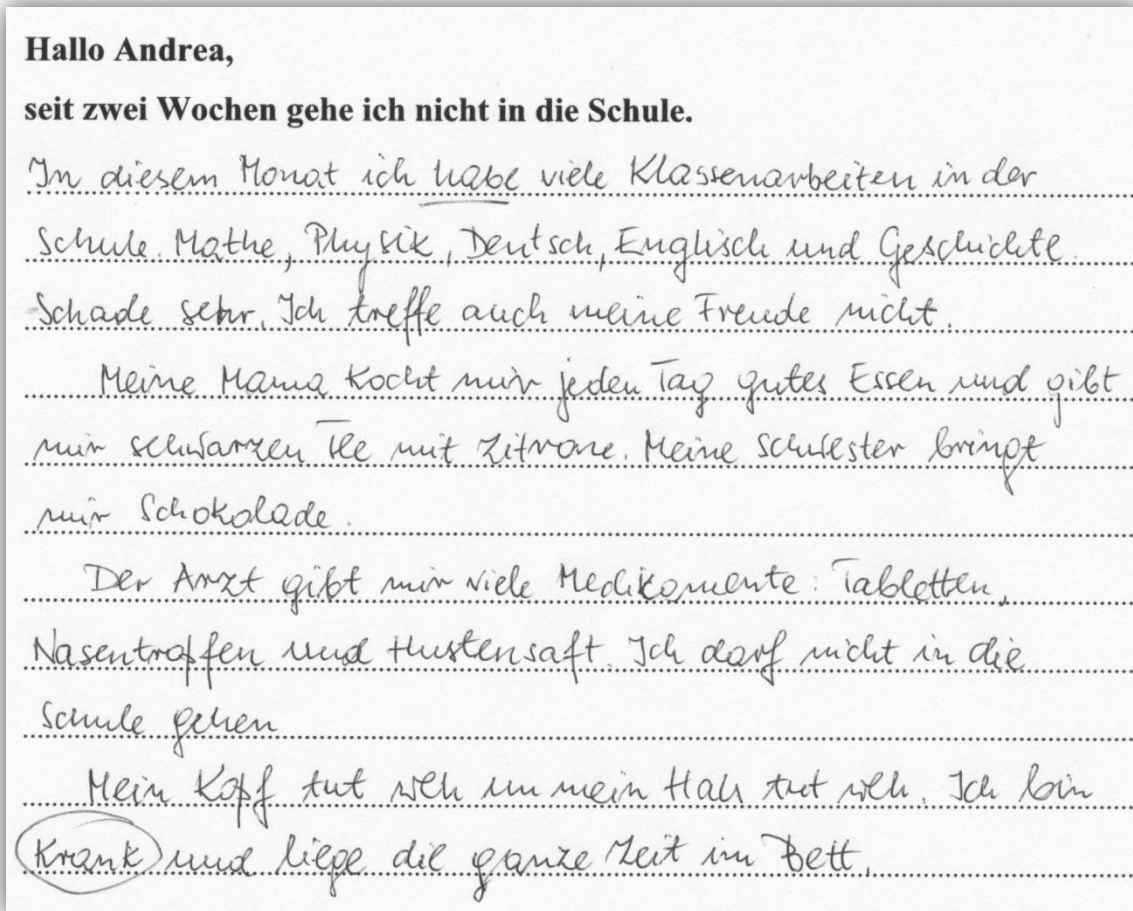 Hallo Andrea,
seit zwei Wochen gehe ich nicht in die Schule.
In diesem Monat ich habe viele Klassenarbeiten in der
Schule. Mathe, Physik, Deutsch, Englisch und Geschichte.
Schade sehr. Ich treffe auch meine Freude nicht.
Meine Mama kocht mir jeden Tag gutes Essen und gibt
mir schwarzen Tee mit Zitrone. Meine Schwester bringt
mir Schokolade.
Der Arzt gibt mir viele Medikamente: Tabletten,
Nasentropfen und Hustensaft. Ich darf nicht in die
Schule gehen
Mein Kopf tut weh un mein Hals tut weh. Ich bin
krank und liege die ganze Zeit im Bett.